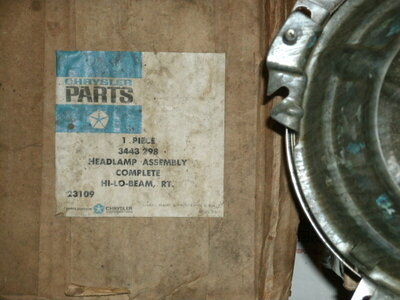 CHRYSLER
PARTS
1 PIECE
3443 298
HEADLAMP ASSEMBLY
COMPLETE
HI-LO-BEAM, RT.
23109
CHRYSLER